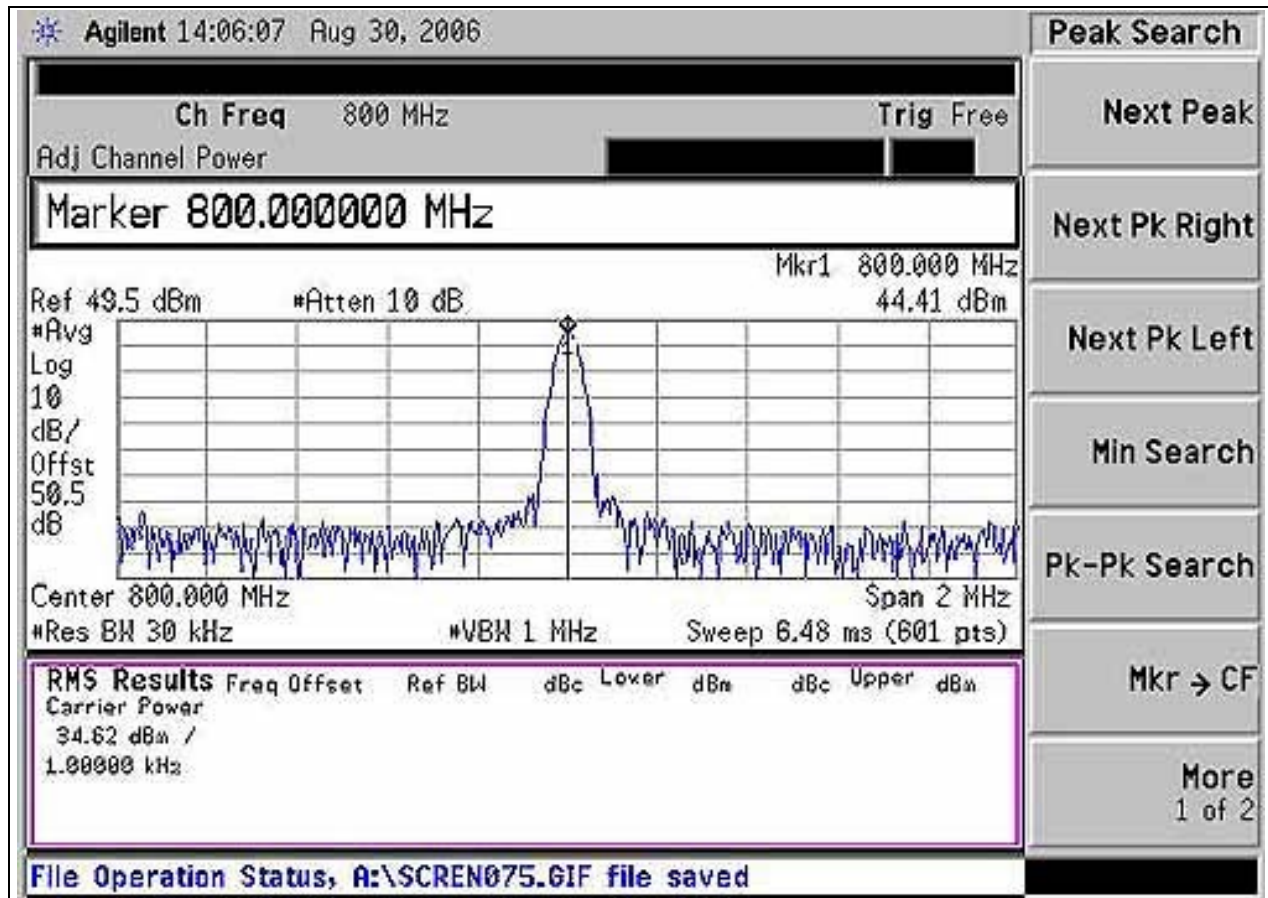 Agilent 14:06:07 Aug 30, 2006
Peak Search
Ch Freq 800 MHz
Trig Free
Adj Channel Power
Marker 800.000000 MHz
Mkr1 800.000 MHz
Ref 49.5 dBm #Atten 10 dB 44.41 dBm
#Avg
Log
10
dB/
Offst
50.5
dB
Center 800.000 MHz Span 2 MHz
#Res BW 30 kHz #VBW 1 MHz Sweep 6.48 ms (601 pts)
RMS Results Freq Offset Ref BW dBc Lower dBm dBc Upper dBm
Carrier Power
34.62 dBm /
1.00000 kHz
File Operation Status, A:\SCREN075.GIF file saved
Next Peak
Next Pk Right
Next Pk Left
Min Search
Pk-Pk Search
Mkr → CF
More
1 of 2